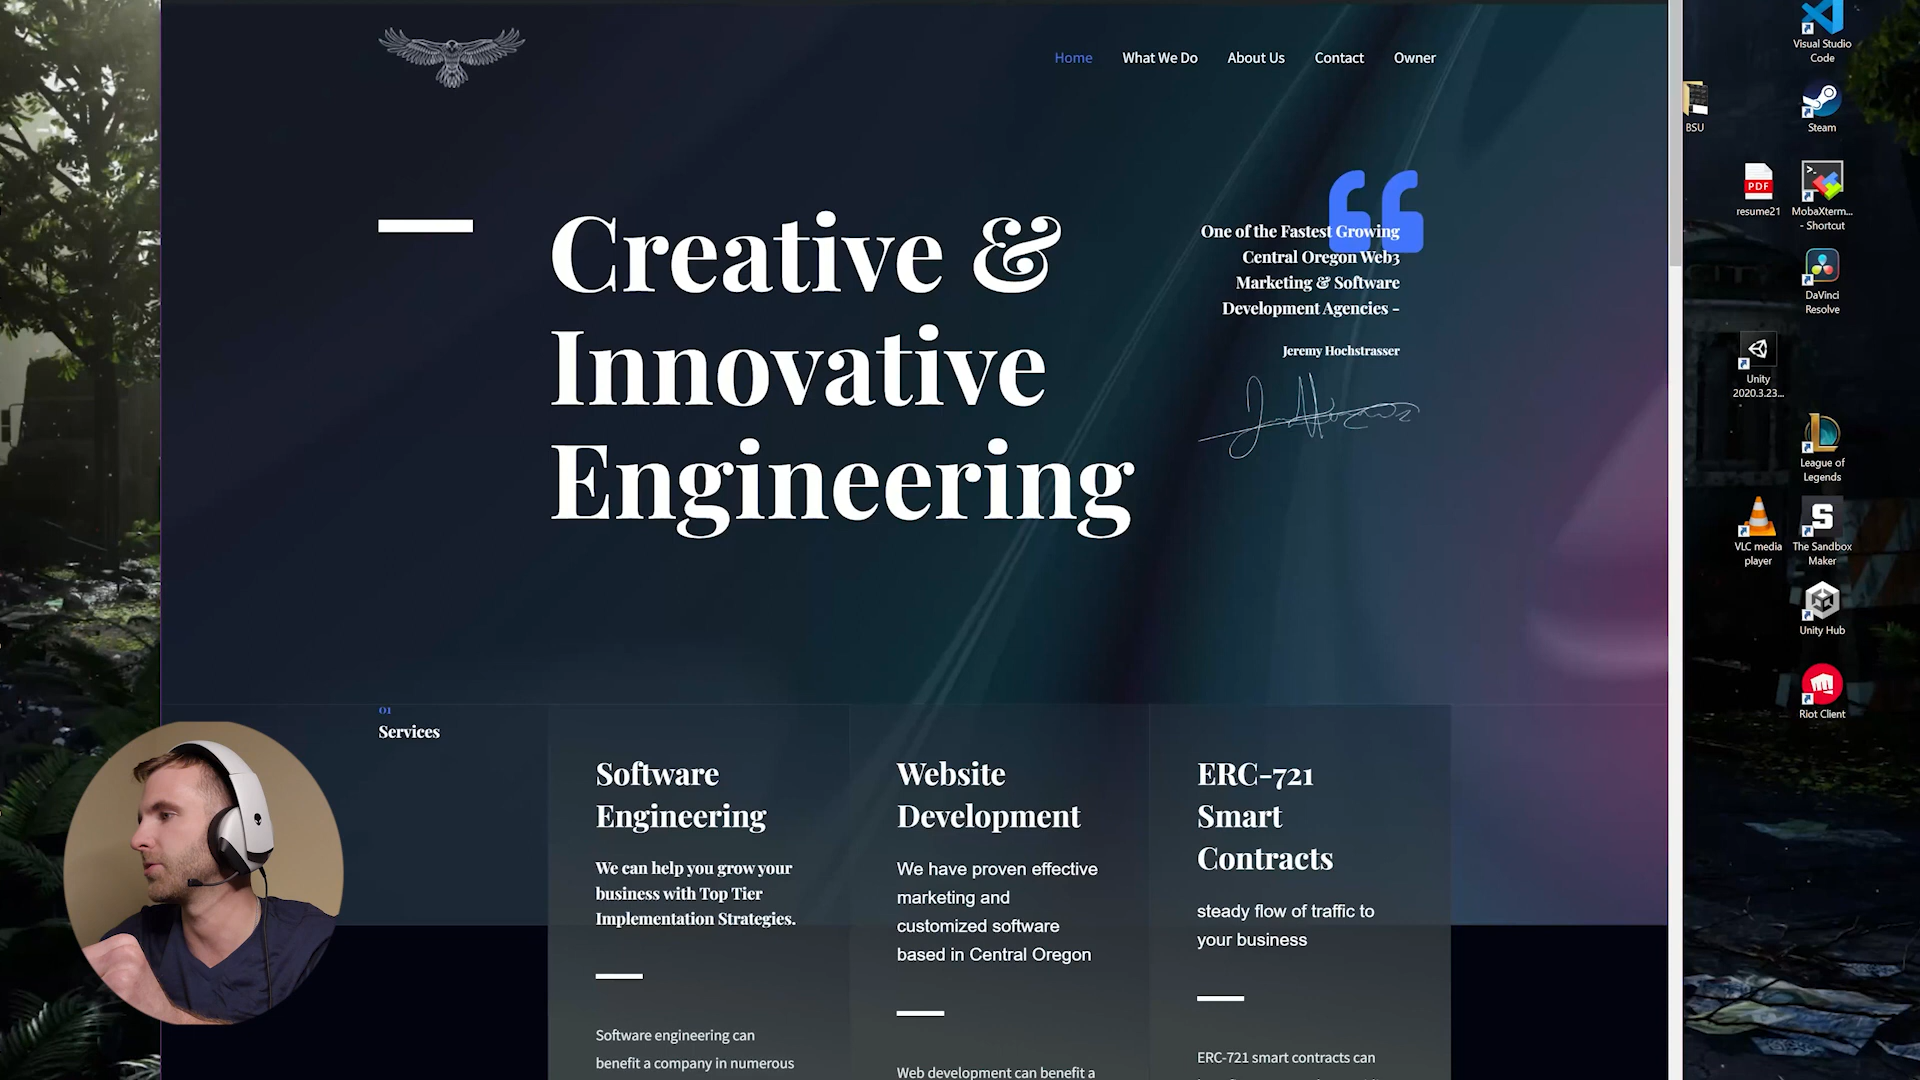 Home
What We Do
About Us
Contact
Owner
Creative &
Innovative
Engineering
One of the Fastest Growing
Central Oregon Web3
Marketing & Software
Development Agencies -
Jeremy Hochstrasser
01
Services
Software
Engineering
We can help you grow your
business with Top Tier
Implementation Strategies.
Software engineering can
benefit a company in numerous
Website
Development
We have proven effective
marketing and
customized software
based in Central Oregon
Web development can benefit a
ERC-721
Smart
Contracts
steady flow of traffic to
your business
ERC-721 smart contracts can
Visual Studio
Code
BSU
Steam
PDF
resume21
MobaXterm...
- Shortcut
DaVinci
Resolve
Unity
2020.3.23...
League of
Legends
VLC media
player
The Sandbox
Maker
Unity Hub
Riot Client